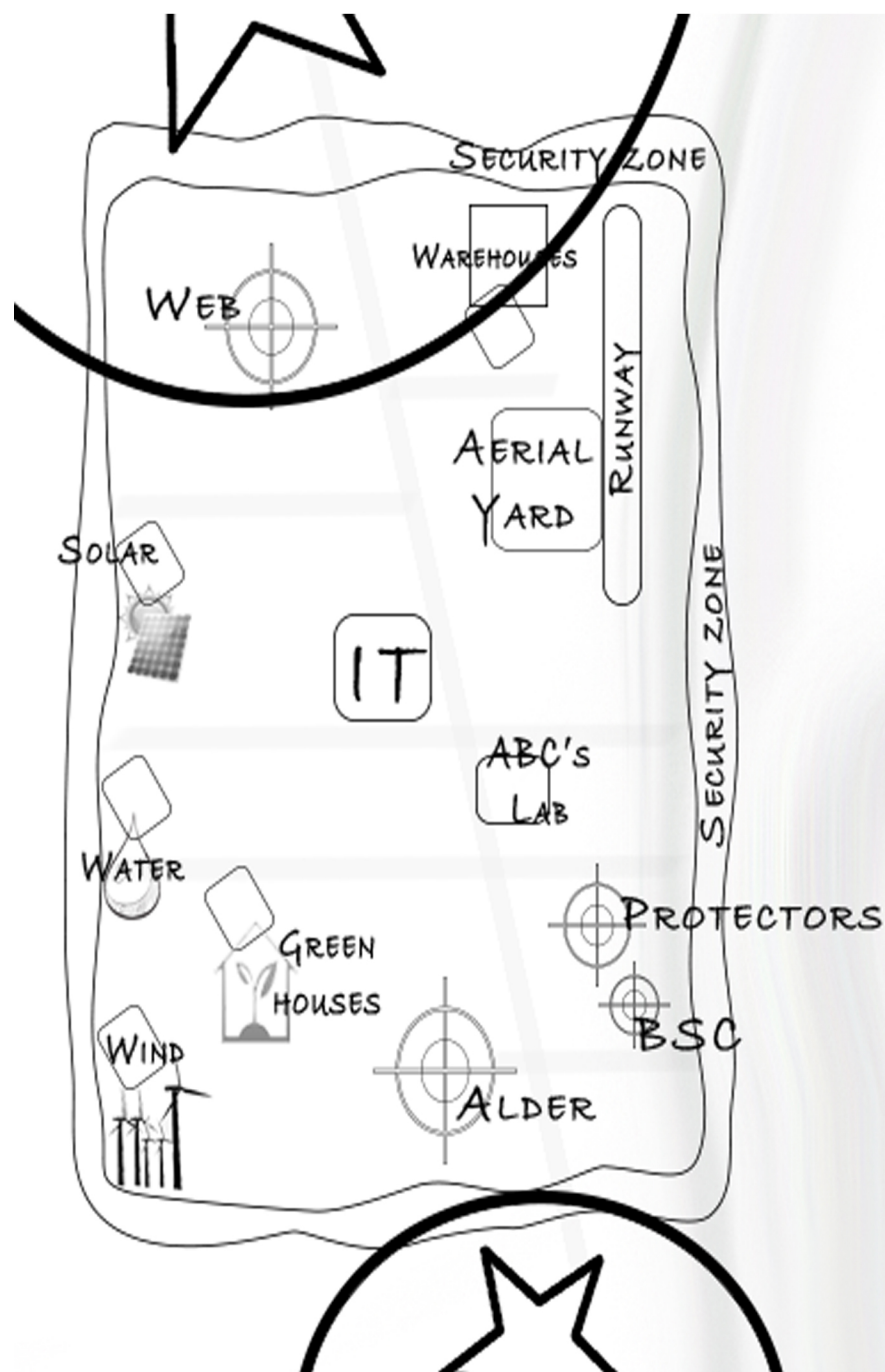 SECURITY ZONE
WAREHOUSES
WEB
RUNWAY
AERIAL
YARD
SOLAR
IT
SECURITY ZONE
ABC's
LAB
WATER
PROTECTORS
GREEN
HOUSES
BSC
WIND
ALDER